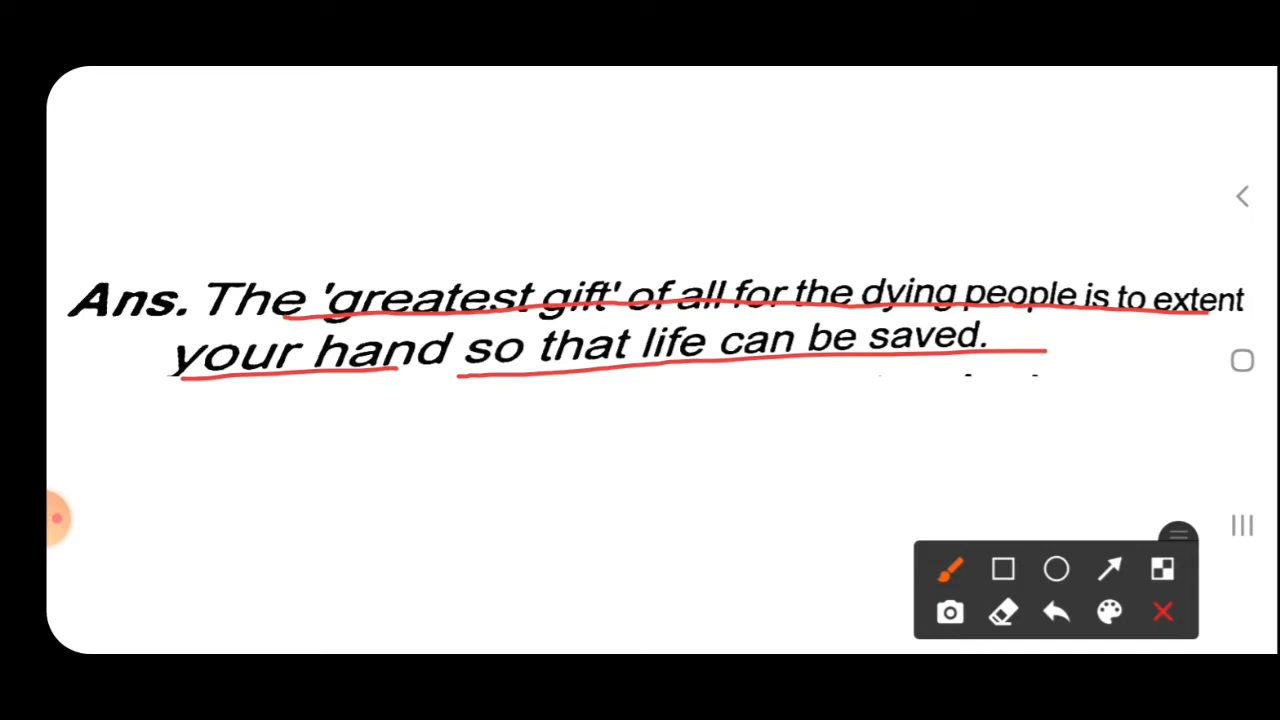 Ans. The 'greatest gift' of all for the dying people is to extent
your hand so that life can be saved.